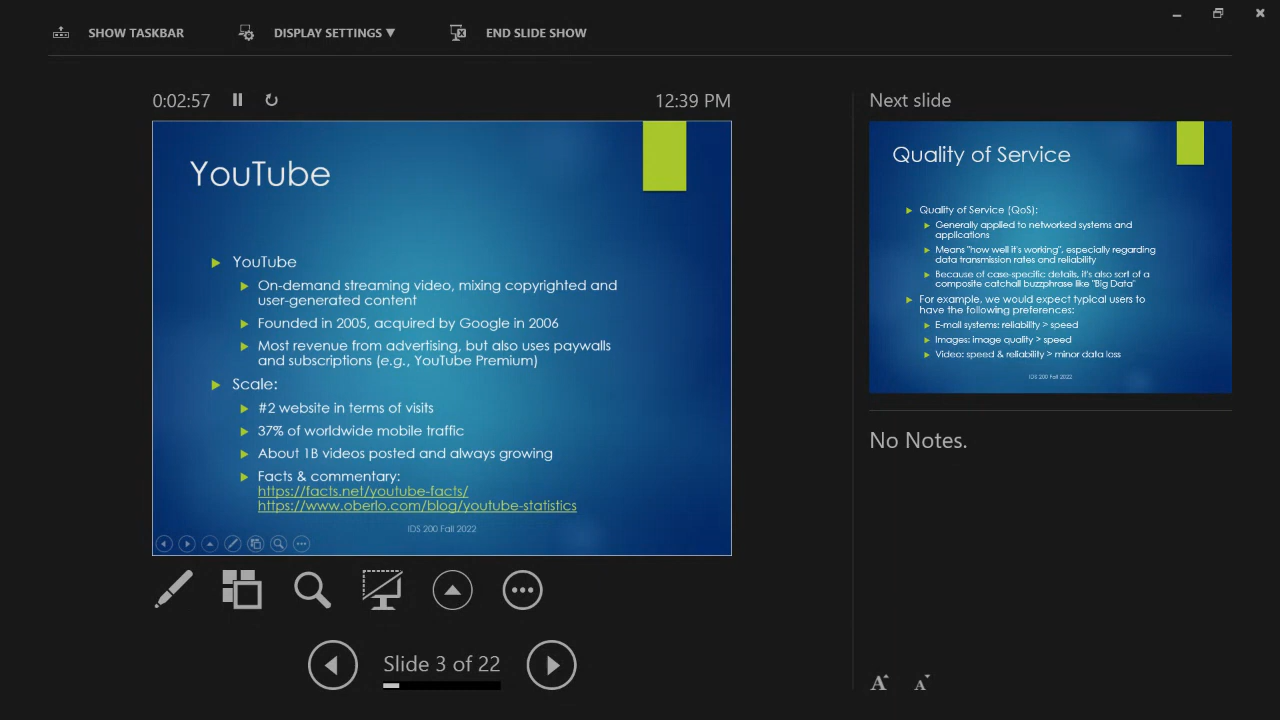 SHOW TASKBAR
DISPLAY SETTINGS ▼
END SLIDE SHOW
0:02:57
12:39 PM
YouTube
YouTube
On-demand streaming video, mixing copyrighted and
user-generated content
Founded in 2005, acquired by Google in 2006
Most revenue from advertising, but also uses paywalls
and subscriptions (e.g., YouTube Premium)
Scale:
#2 website in terms of visits
37% of worldwide mobile traffic
About 1B videos posted and always growing
Facts & commentary:
https://facts.net/youtube-facts/
https://www.oberlo.com/blog/youtube-statistics
IDS 200 Fall 2022
Slide 3 of 22
Next slide
Quality of Service
Quality of Service (QoS):
Generally applied to networked systems and
applications
Means "how well it's working", especially regarding
data transmission rates and reliability
Because of case-specific details, it's also sort of a
composite catchall buzzphrase like "Big Data"
For example, we would expect typical users to
have the following preferences:
E-mail systems: reliability > speed
Images: image quality > speed
Video: speed & reliability > minor data loss
IDS 200 Fall 2022
No Notes.
A A